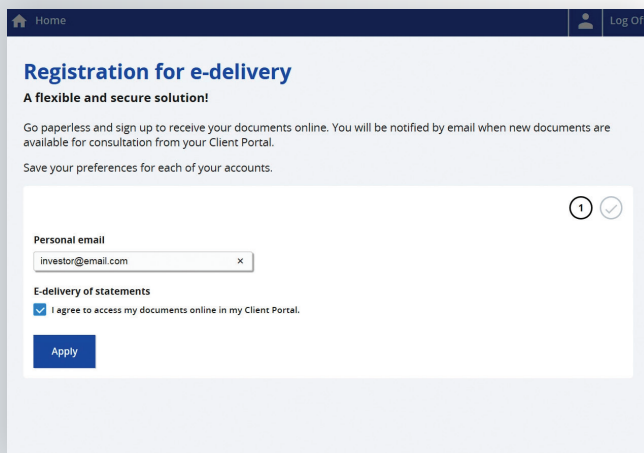 Home
Log Of
Registration for e-delivery
A flexible and secure solution!
Go paperless and sign up to receive your documents online. You will be notified by email when new documents are
available for consultation from your Client Portal.
Save your preferences for each of your accounts.
1
Personal email
investor@email.com ×
E-delivery of statements
I agree to access my documents online in my Client Portal.
Apply